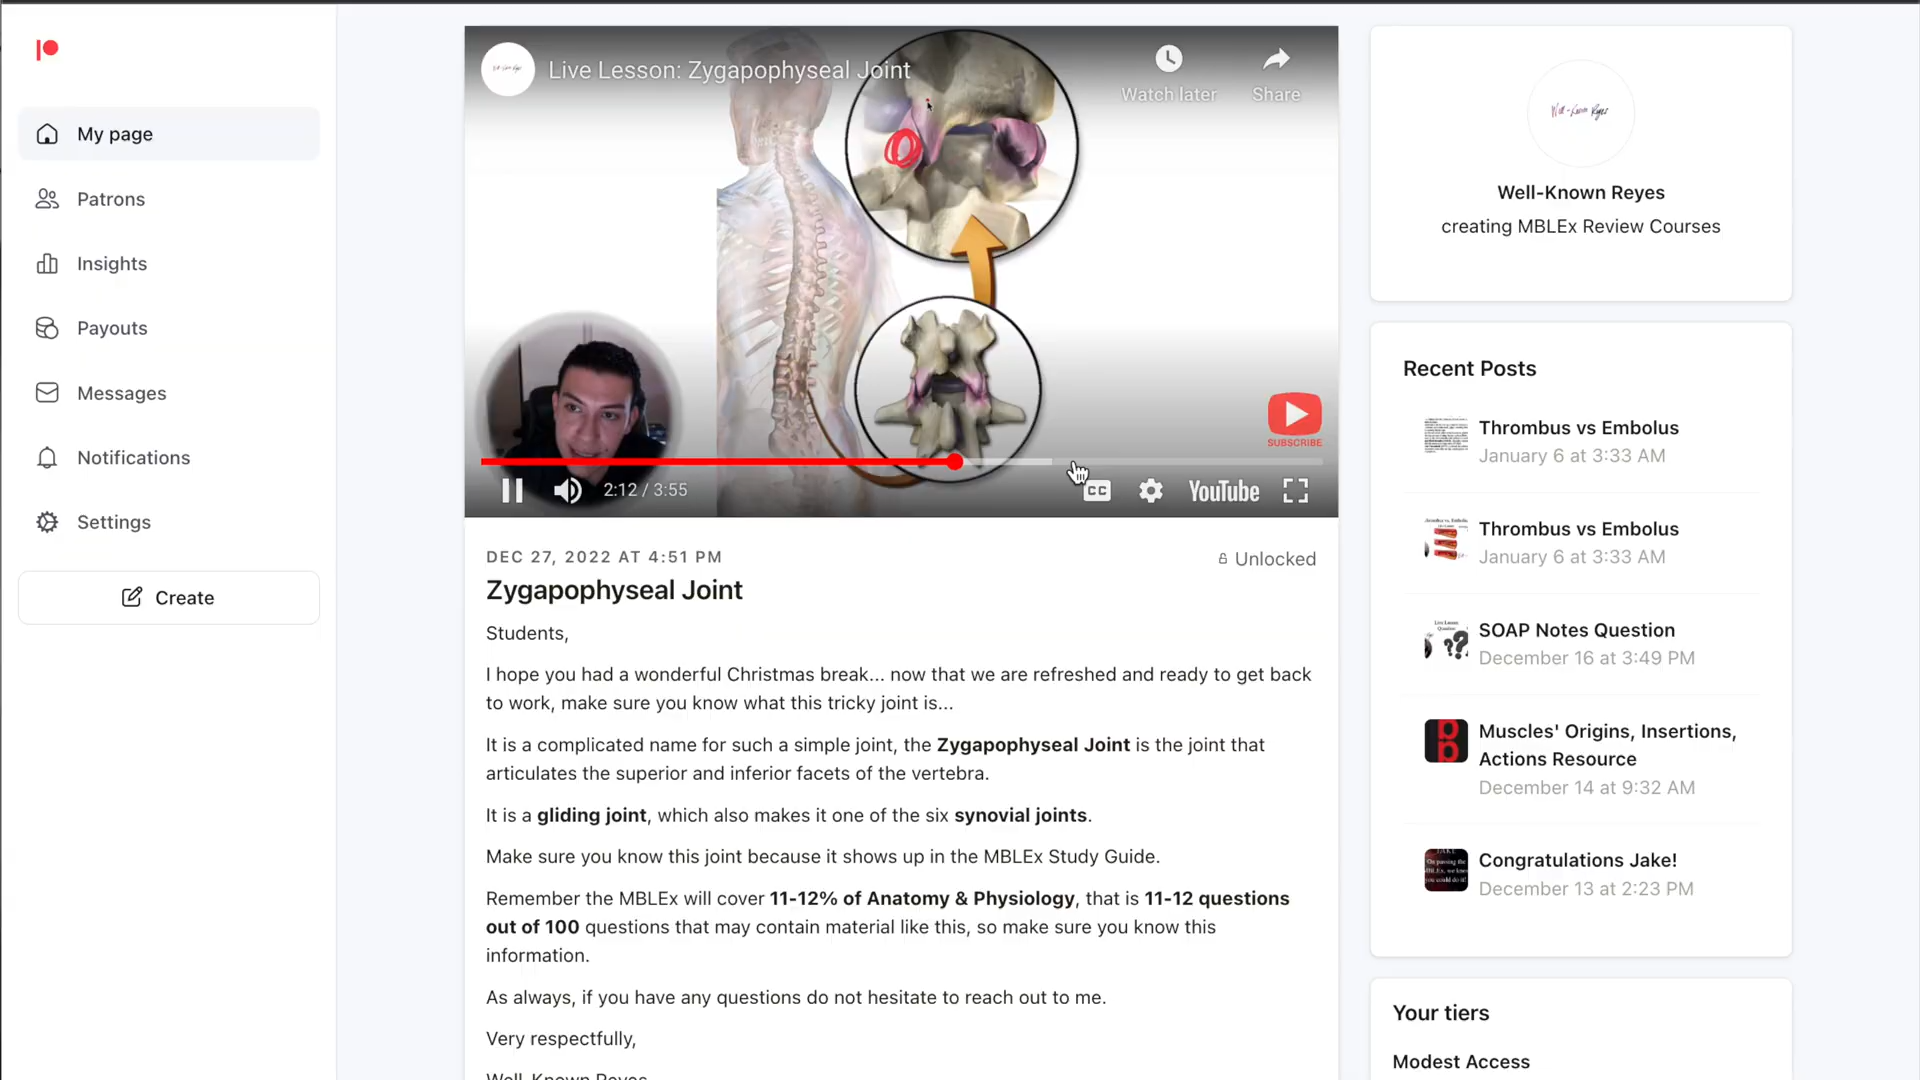 My page
Patrons
Insights
Payouts
Messages
Notifications
Settings
Create
Live Lesson: Zygapophyseal Joint
Watch later
Share
SUBSCRIBE
2:12 / 3:55
CC
YouTube
DEC 27, 2022 AT 4:51 PM
Unlocked
Zygapophyseal Joint
Students,
I hope you had a wonderful Christmas break... now that we are refreshed and ready to get back
to work, make sure you know what this tricky joint is...
It is a complicated name for such a simple joint, the Zygapophyseal Joint is the joint that
articulates the superior and inferior facets of the vertebra.
It is a gliding joint, which also makes it one of the six synovial joints.
Make sure you know this joint because it shows up in the MBLEx Study Guide.
Remember the MBLEx will cover 11-12% of Anatomy & Physiology, that is 11-12 questions
out of 100 questions that may contain material like this, so make sure you know this
information.
As always, if you have any questions do not hesitate to reach out to me.
Very respectfully,
Well-Known Reyes
Well-Known Reyes
Well-Known Reyes
creating MBLEx Review Courses
Recent Posts
Thrombus vs Embolus
January 6 at 3:33 AM
Thrombus vs Embolus
January 6 at 3:33 AM
SOAP Notes Question
December 16 at 3:49 PM
Muscles' Origins, Insertions,
Actions Resource
December 14 at 9:32 AM
Congratulations Jake!
December 13 at 2:23 PM
Your tiers
Modest Access